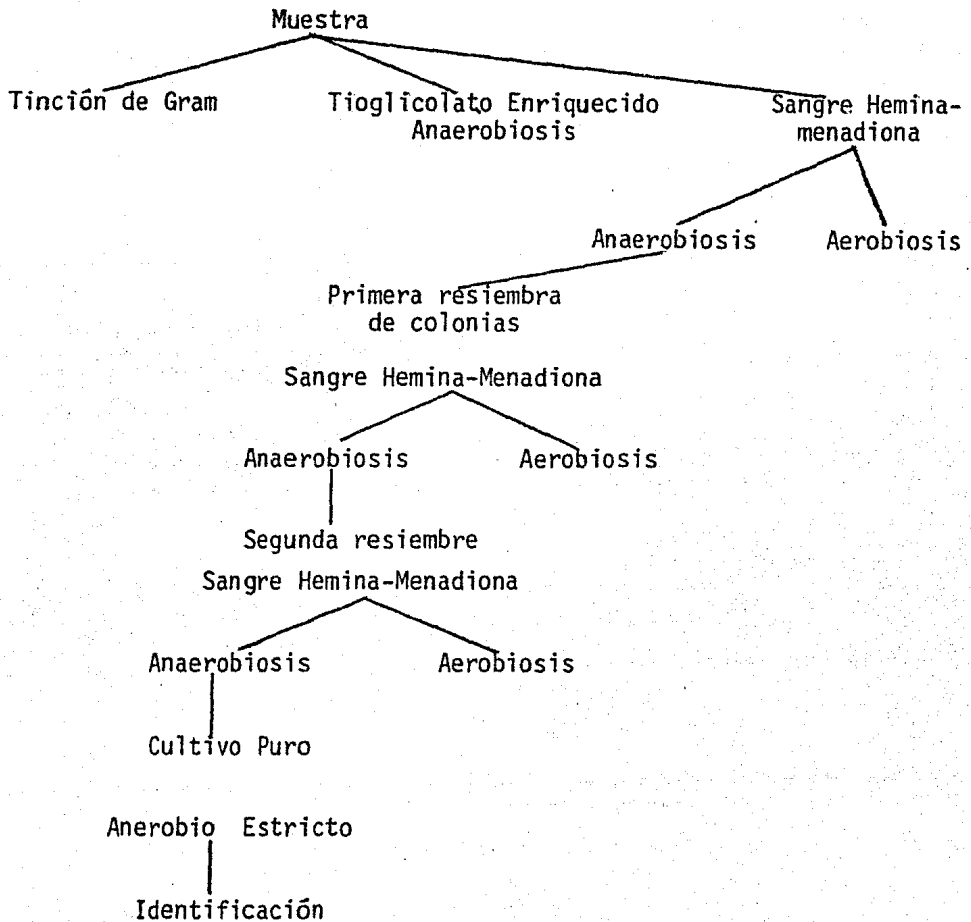 Muestra
Tinción de Gram
Tioglicolato Enriquecido
Anaerobiosis
Sangre Hemina-
menadiona
Anaerobiosis
Aerobiosis
Primera resiembra
de colonias
Sangre Hemina-Menadiona
Anaerobiosis
Aerobiosis
Segunda resiembre
Sangre Hemina-Menadiona
Anaerobiosis
Aerobiosis
Cultivo Puro
Anerobio Estricto
Identificación